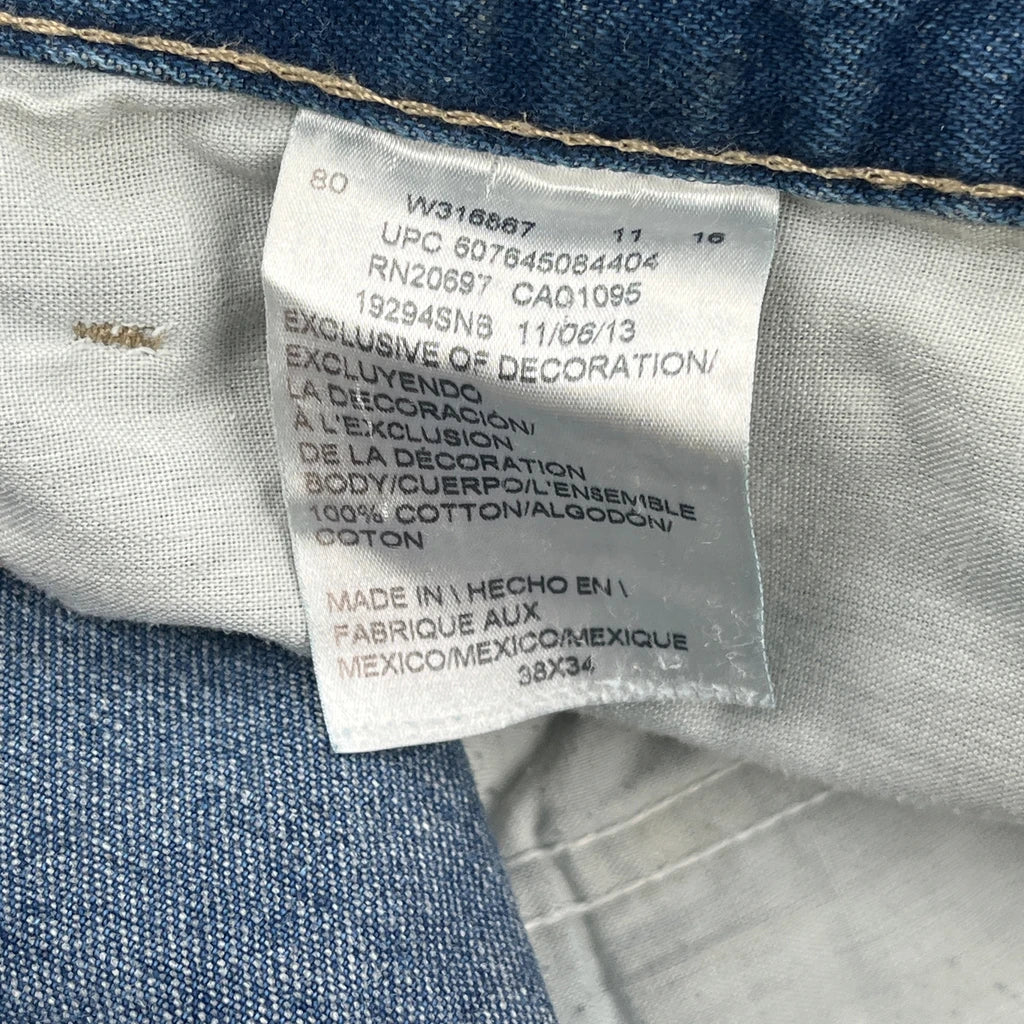 80
W316867 11 16
UPC 607645084404
RN20697 CA01095
19294SNS 11/06/13
EXCLUSIVE OF DECORATION/
EXCLUYENDO
LA DECORACIÓN/
À L'EXCLUSION
DE LA DÉCORATION
BODY/CUERPO/L'ENSEMBLE
100% COTTON/ALGODÓN/
COTON
MADE IN \ HECHO EN \
FABRIQUE AUX
MEXICO/MEXICO/MEXIQUE
38X34